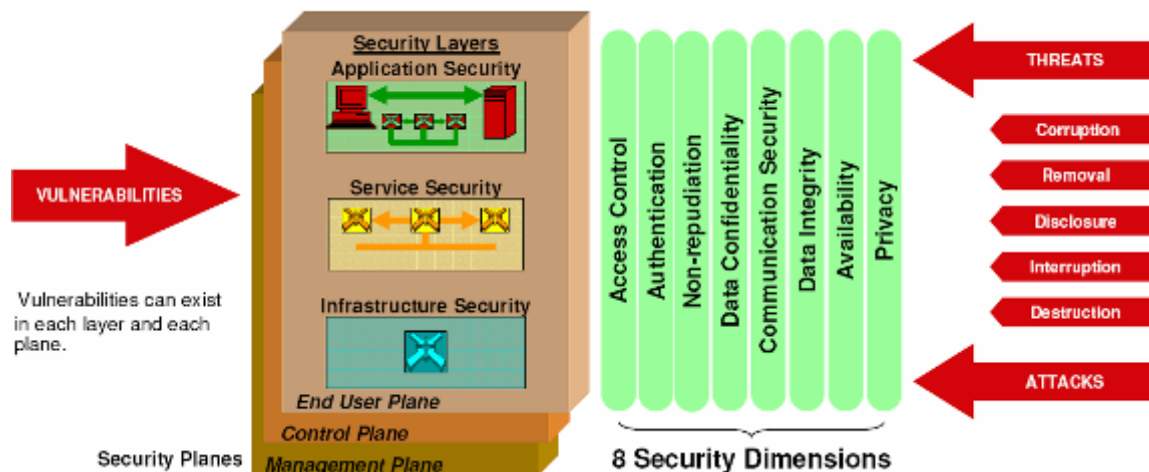 Security Layers
Application Security
Service Security
Infrastructure Security
End User Plane
Control Plane
Management Plane
Security Planes
VULNERABILITIES
Vulnerabilities can exist
in each layer and each
plane.
Access Control
Authentication
Non-repudiation
Data Confidentiality
Communication Security
Data Integrity
Availability
Privacy
8 Security Dimensions
THREATS
Corruption
Removal
Disclosure
Interruption
Destruction
ATTACKS